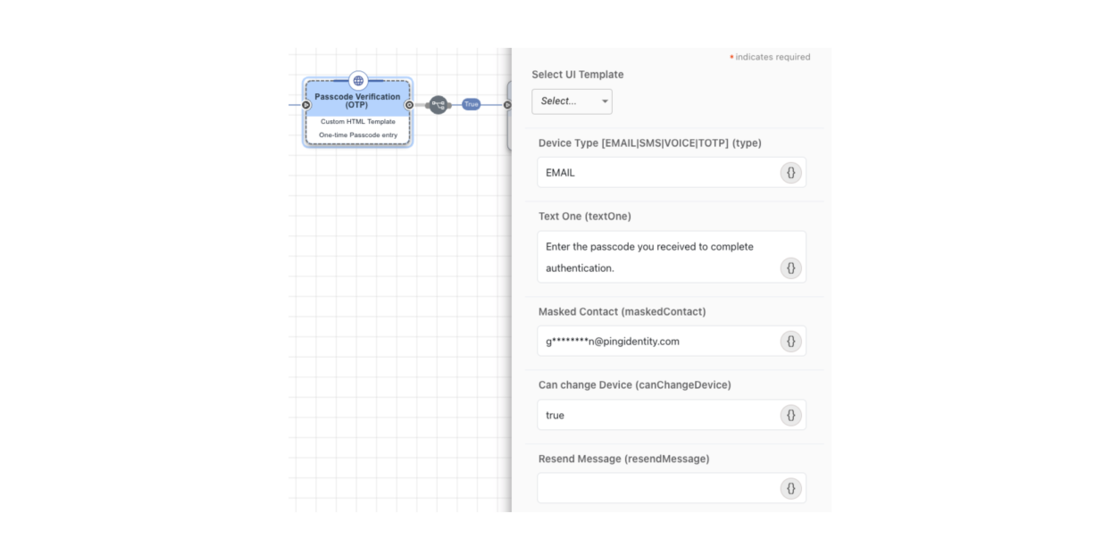 Passcode Verification
(OTP)
Custom HTML Template
One-time Passcode entry
True
* indicates required
Select UI Template
Select...
Device Type [EMAIL|SMS|VOICE|TOTP] (type)
EMAIL
{}
Text One (textOne)
Enter the passcode you received to complete
authentication.
{}
Masked Contact (maskedContact)
g********n@pingidentity.com
{}
Can change Device (canChangeDevice)
true
{}
Resend Message (resendMessage)
{}